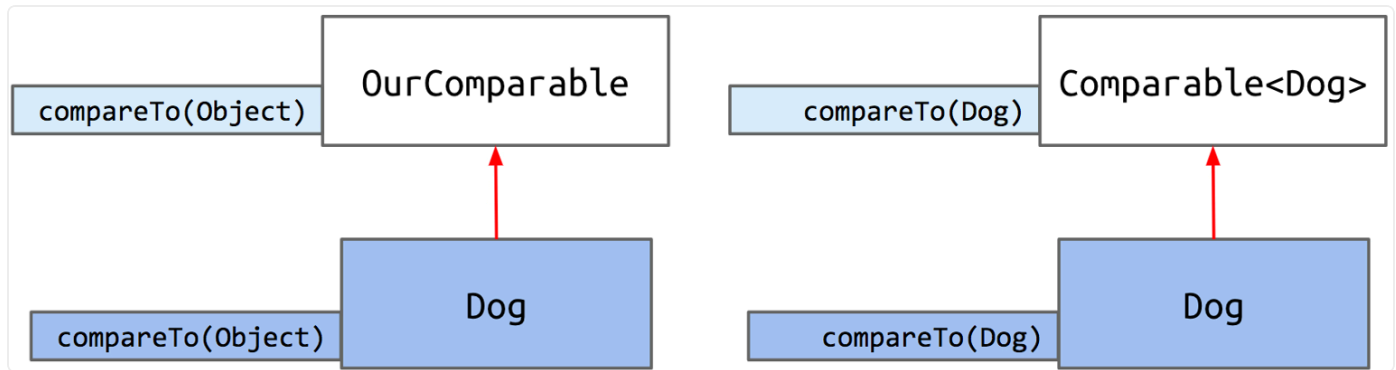 OurComparable
compareTo(Object)
Dog
compareTo(Object)
Comparable<Dog>
compareTo(Dog)
Dog
compareTo(Dog)